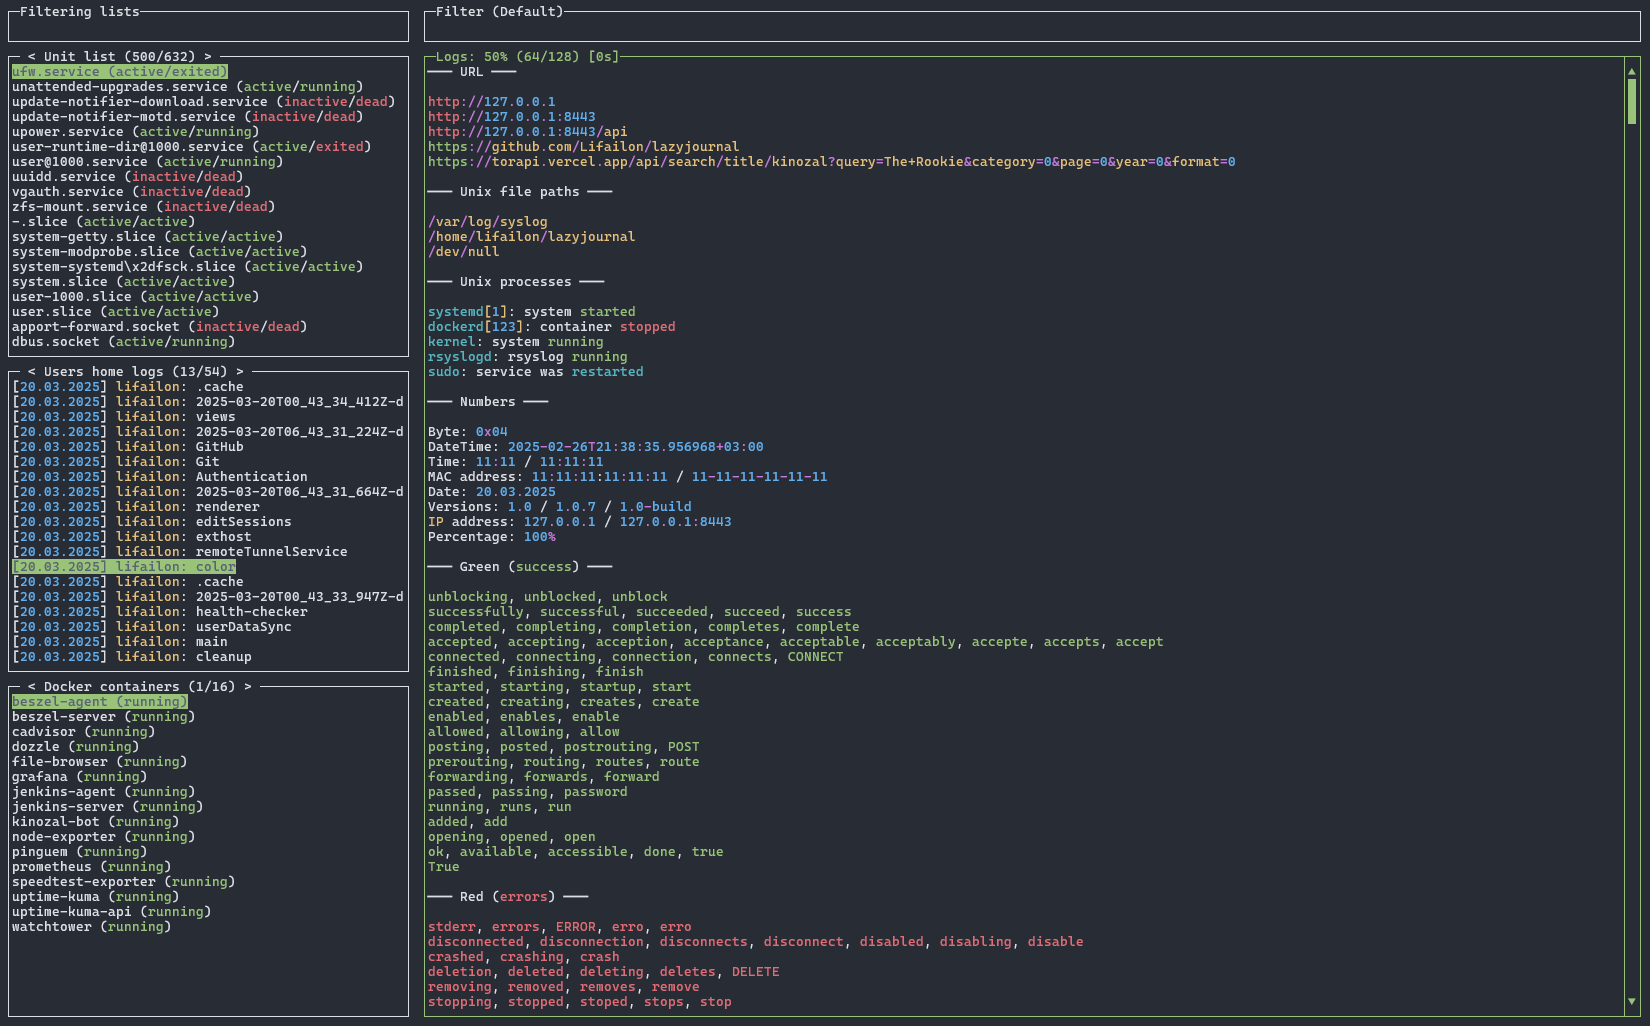 Filtering lists
< Unit list (500/632) >
ufw.service (active/exited)
unattended-upgrades.service (active/running)
update-notifier-download.service (inactive/dead)
update-notifier-motd.service (inactive/dead)
upower.service (active/running)
user-runtime-dir@1000.service (active/exited)
user@1000.service (active/running)
uuidd.service (inactive/dead)
vgauth.service (inactive/dead)
zfs-mount.service (inactive/dead)
-.slice (active/active)
system-getty.slice (active/active)
system-modprobe.slice (active/active)
system-systemd\x2dfsck.slice (active/active)
system.slice (active/active)
user-1000.slice (active/active)
user.slice (active/active)
apport-forward.socket (inactive/dead)
dbus.socket (active/running)
< Users home logs (13/54) >
[20.03.2025] lifailon: .cache
[20.03.2025] lifailon: 2025-03-20T00_43_34_412Z-d
[20.03.2025] lifailon: views
[20.03.2025] lifailon: 2025-03-20T06_43_31_224Z-d
[20.03.2025] lifailon: GitHub
[20.03.2025] lifailon: Git
[20.03.2025] lifailon: Authentication
[20.03.2025] lifailon: 2025-03-20T06_43_31_664Z-d
[20.03.2025] lifailon: renderer
[20.03.2025] lifailon: editSessions
[20.03.2025] lifailon: exthost
[20.03.2025] lifailon: remoteTunnelService
[20.03.2025] lifailon: color
[20.03.2025] lifailon: .cache
[20.03.2025] lifailon: 2025-03-20T00_43_33_947Z-d
[20.03.2025] lifailon: health-checker
[20.03.2025] lifailon: userDataSync
[20.03.2025] lifailon: main
[20.03.2025] lifailon: cleanup
< Docker containers (1/16) >
beszel-agent (running)
beszel-server (running)
cadvisor (running)
dozzle (running)
file-browser (running)
grafana (running)
jenkins-agent (running)
jenkins-server (running)
kinozal-bot (running)
node-exporter (running)
pinguem (running)
prometheus (running)
speedtest-exporter (running)
uptime-kuma (running)
uptime-kuma-api (running)
watchtower (running)
Filter (Default)
Logs: 50% (64/128) [0s]
─── URL ───
http://127.0.0.1
http://127.0.0.1:8443
http://127.0.0.1:8443/api
https://github.com/Lifailon/lazyjournal
https://torapi.vercel.app/api/search/title/kinozal?query=The+Rookie&category=0&page=0&year=0&format=0
─── Unix file paths ───
/var/log/syslog
/home/lifailon/lazyjournal
/dev/null
─── Unix processes ───
systemd[1]: system started
dockerd[123]: container stopped
kernel: system running
rsyslogd: rsyslog running
sudo: service was restarted
─── Numbers ───
Byte: 0x04
DateTime: 2025-02-26T21:38:35.956968+03:00
Time: 11:11 / 11:11:11
MAC address: 11:11:11:11:11:11 / 11-11-11-11-11-11
Date: 20.03.2025
Versions: 1.0 / 1.0.7 / 1.0-build
IP address: 127.0.0.1 / 127.0.0.1:8443
Percentage: 100%
─── Green (success) ───
unblocking, unblocked, unblock
successfully, successful, succeeded, succeed, success
completed, completing, completion, completes, complete
accepted, accepting, acception, acceptance, acceptable, acceptably, accepte, accepts, accept
connected, connecting, connection, connects, CONNECT
finished, finishing, finish
started, starting, startup, start
created, creating, creates, create
enabled, enables, enable
allowed, allowing, allow
posting, posted, postrouting, POST
prerouting, routing, routes, route
forwarding, forwards, forward
passed, passing, password
running, runs, run
added, add
opening, opened, open
ok, available, accessible, done, true
True
─── Red (errors) ───
stderr, errors, ERROR, erro, erro
disconnected, disconnection, disconnects, disconnect, disabled, disabling, disable
crashed, crashing, crash
deletion, deleted, deleting, deletes, DELETE
removing, removed, removes, remove
stopping, stopped, stoped, stops, stop